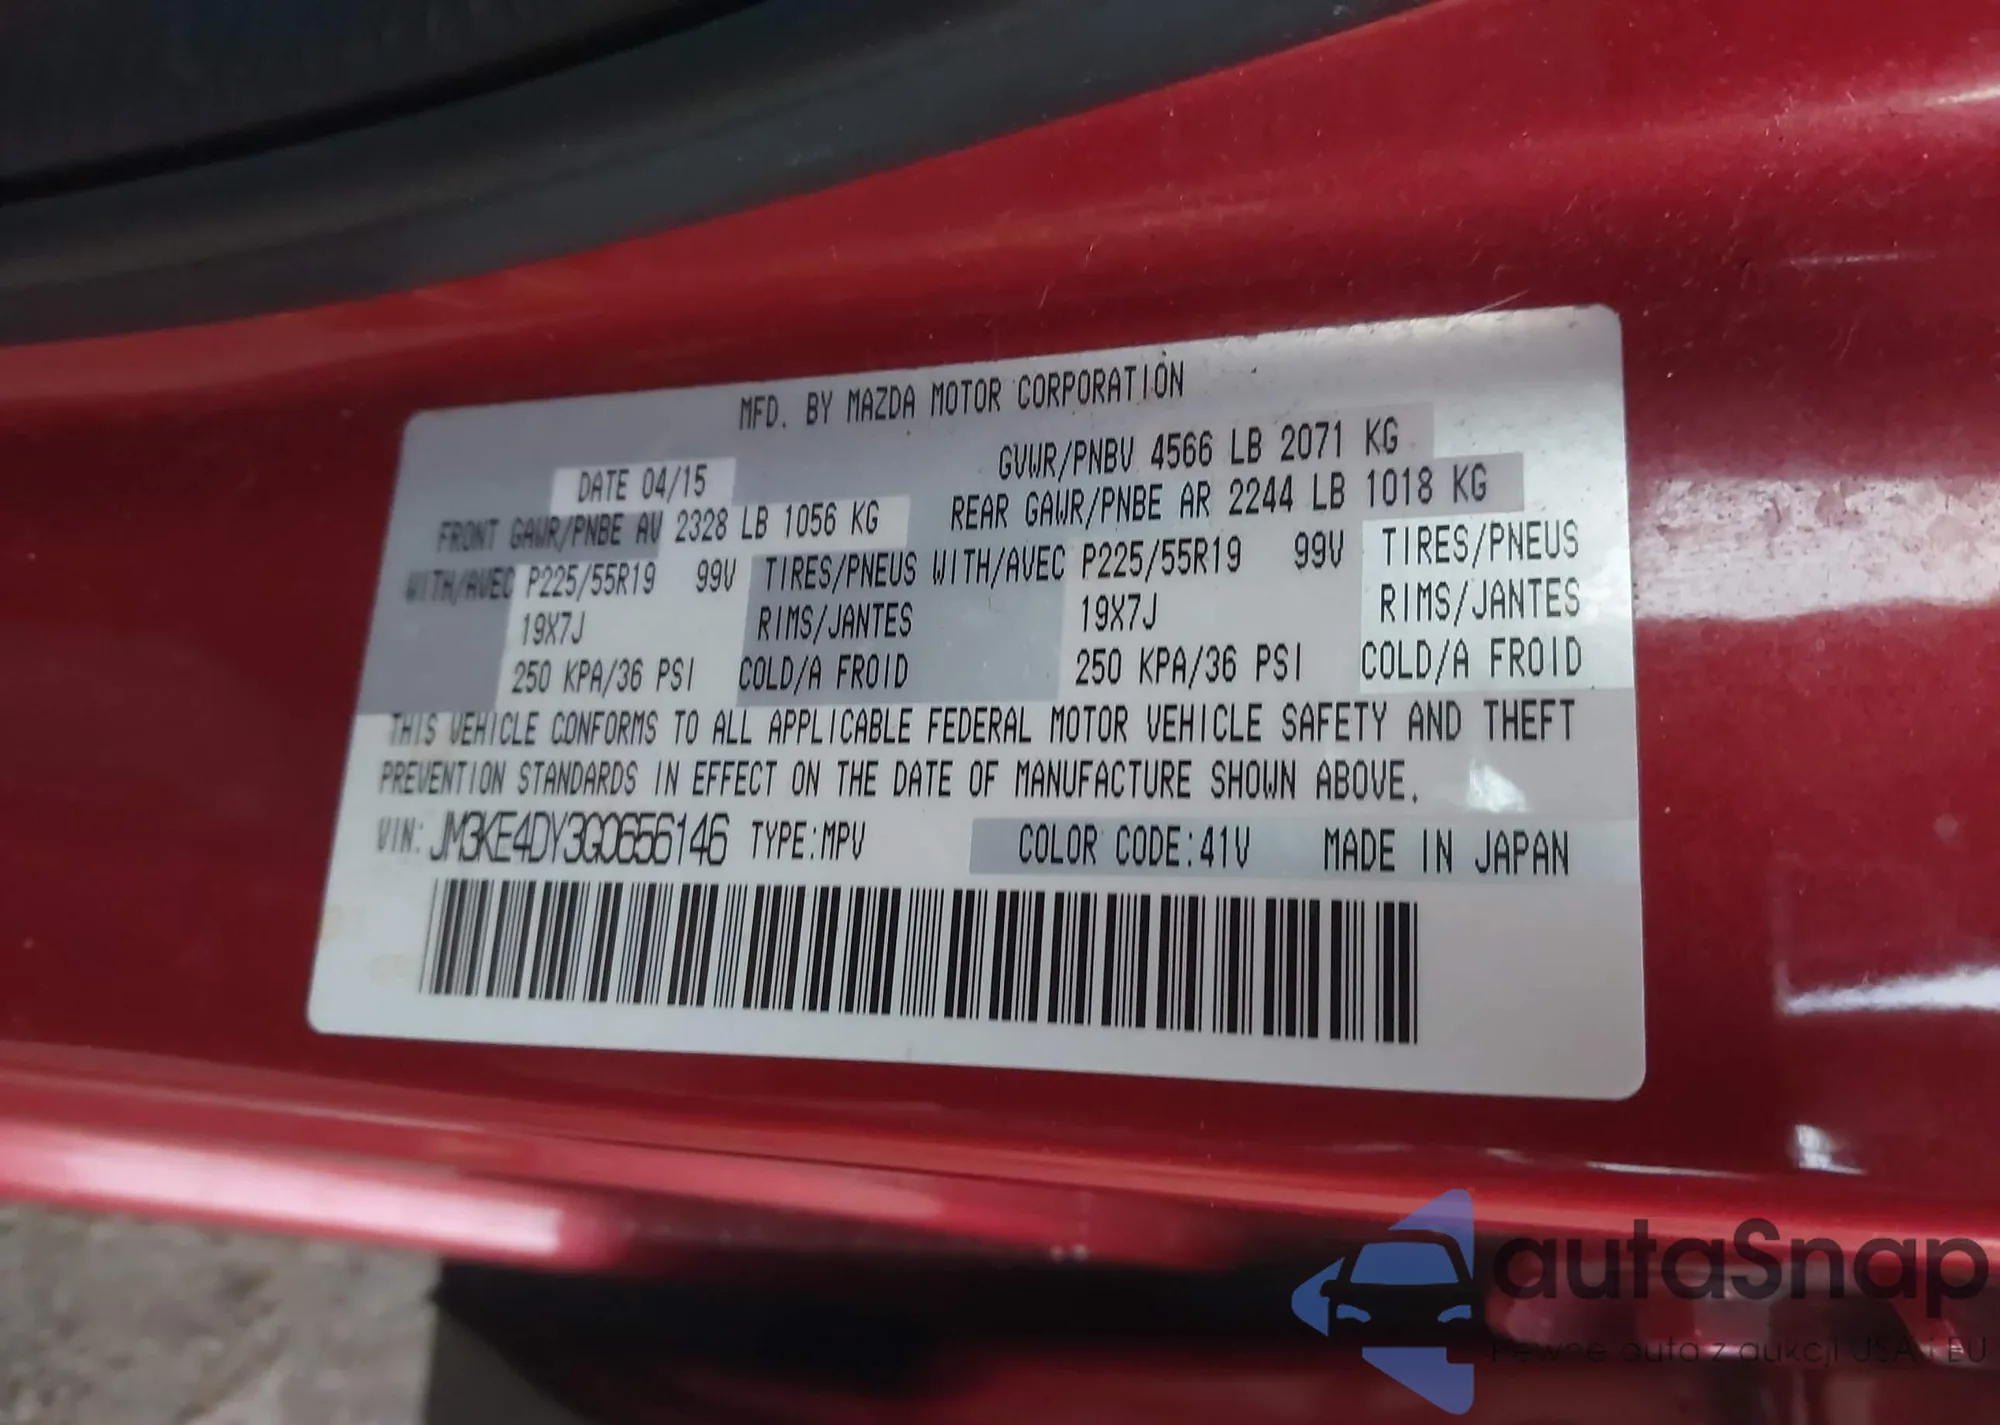 MFD. BY MAZDA MOTOR CORPORATION
DATE 04/15 GVWR/PNBV 4566 LB 2071 KG
FRONT GAWR/PNBE AV 2328 LB 1056 KG REAR GAWR/PNBE AR 2244 LB 1018 KG
WITH/AVEC P225/55R19 99V TIRES/PNEUS WITH/AVEC P225/55R19 99V TIRES/PNEUS
19X7J RIMS/JANTES 19X7J RIMS/JANTES
250 KPA/36 PSI COLD/A FROID 250 KPA/36 PSI COLD/A FROID
THIS VEHICLE CONFORMS TO ALL APPLICABLE FEDERAL MOTOR VEHICLE SAFETY AND THEFT
PREVENTION STANDARDS IN EFFECT ON THE DATE OF MANUFACTURE SHOWN ABOVE.
VIN: JM3KE4DY3G0656146 TYPE:MPV COLOR CODE:41V MADE IN JAPAN
autaSnap
Pewne auta z aukcji USA i EU